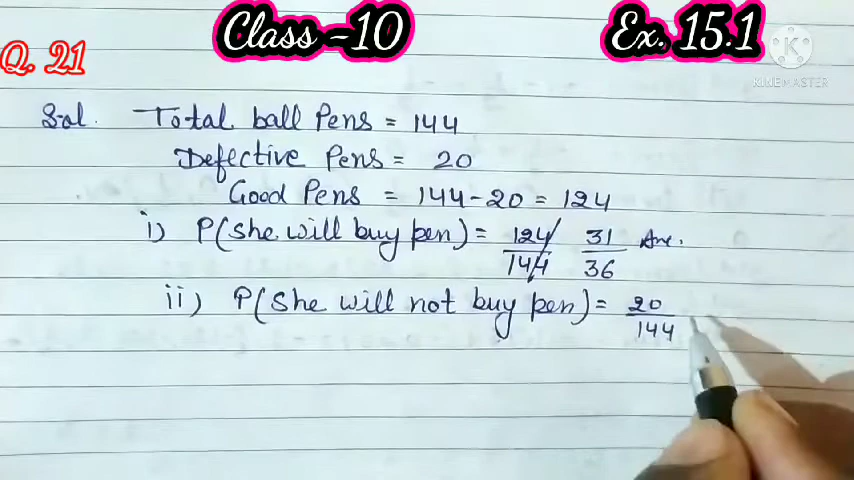 Class-10
Ex. 15.1
Q. 21
KINEMASTER
Sol. Total ball Pens = 144
Defective Pens = 20
Good Pens = 144-20 = 124
i) P(She will buy pen) = 124/144 31/36 Ans.
ii) P(She will not buy pen) = 20/144